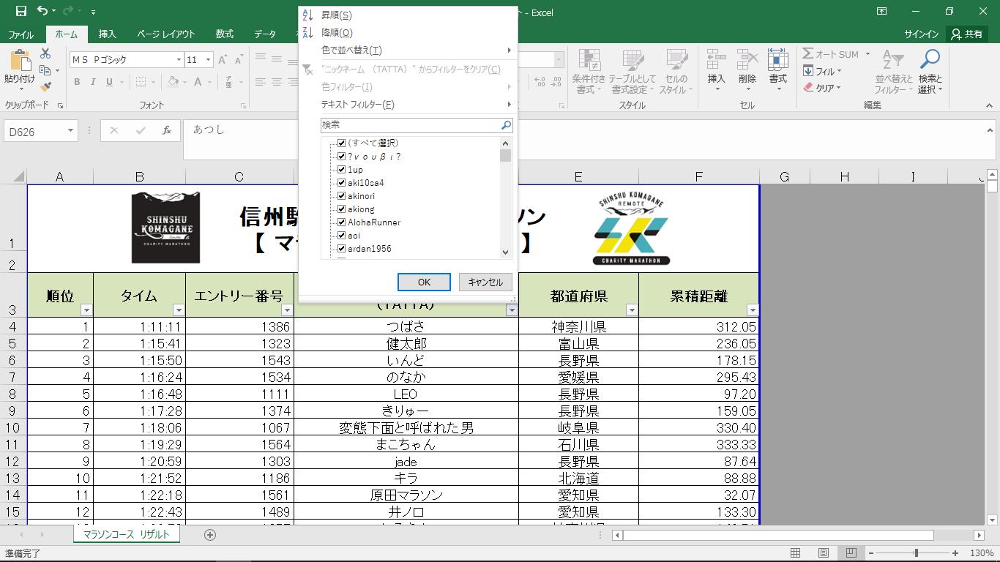 - Excel
ファイル ホーム 挿入 ページ レイアウト 数式 データ サインイン 共有
昇順(S)
降順(O)
色で並べ替え(T)
"ニックネーム （TATTA）" からフィルターをクリア(C)
色フィルター(I)
テキスト フィルター(F)
検索
(すべて選択)
?νουβι?
1up
aki10sa4
akinori
akiong
AlohaRunner
aoi
ardan1956
OK キャンセル
貼り付け
クリップボード
ＭＳ Ｐゴシック 11
B I U
フォント
条件付き書式
テーブルとして書式設定
セルのスタイル
スタイル
挿入 削除 書式
セル
オート SUM
フィル
クリア
並べ替えとフィルター
検索と選択
編集
D626 fx あつし
A B C E F G H I
SHINSHU
KOMAGANE
Remote
CHARITY MARATHON
信州駒
ソン
【 マラ
】
SHINSHU KOMAGANE
REMOTE
CHARITY MARATHON
1
2
3 順位 タイム エントリー番号 （TATTA） 都道府県 累積距離
4 1 1:11:11 1386 つばさ 神奈川県 312.05
5 2 1:15:41 1323 健太郎 富山県 236.05
6 3 1:15:50 1543 いんど 長野県 178.15
7 4 1:16:24 1534 のなか 愛媛県 295.43
8 5 1:16:48 1111 LEO 長野県 97.20
9 6 1:17:28 1374 きりゅー 長野県 159.05
10 7 1:18:06 1067 変態下面と呼ばれた男 岐阜県 330.40
11 8 1:19:29 1564 まこちゃん 石川県 333.33
12 9 1:20:59 1303 jade 長野県 87.64
13 10 1:21:52 1186 キラ 北海道 88.88
14 11 1:22:18 1561 原田マラソン 愛知県 32.07
15 12 1:22:43 1489 井ノ口 愛知県 133.30
マラソンコース リザルト
準備完了 130%